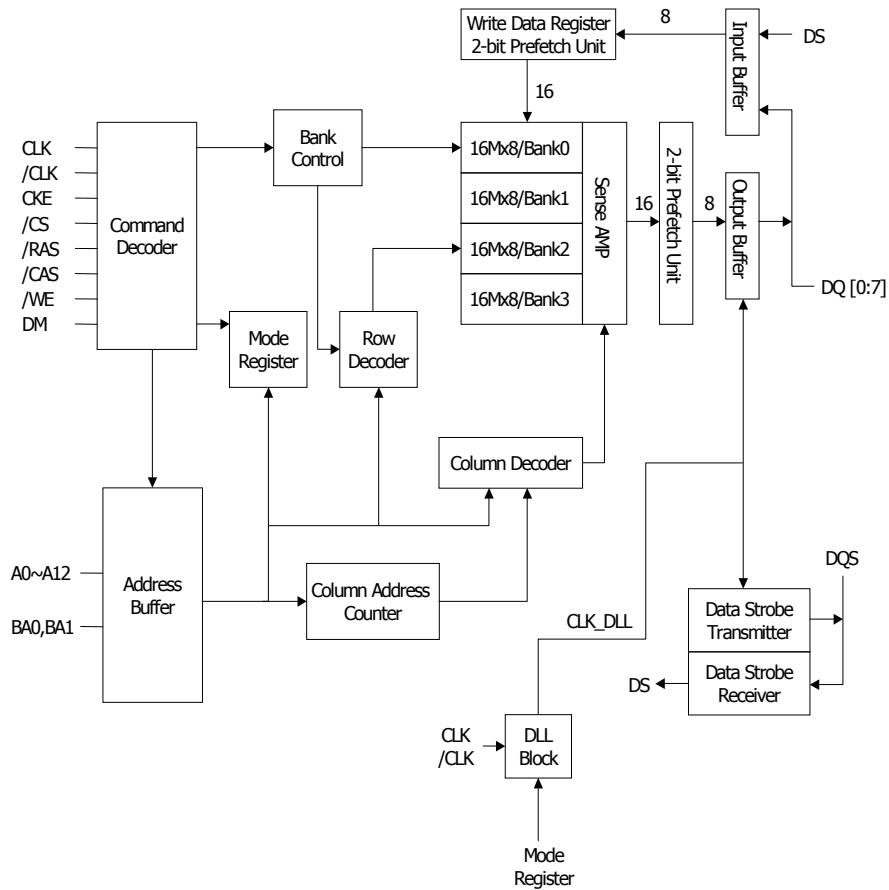 Write Data Register
2-bit Prefetch Unit
8
Input Buffer
DS
16
Bank
Control
CLK
/CLK
CKE
/CS
/RAS
/CAS
/WE
DM
Command
Decoder
16Mx8/Bank0
16Mx8/Bank1
16Mx8/Bank2
16Mx8/Bank3
Sense AMP
16
2-bit Prefetch Unit
8
Output Buffer
DQ [0:7]
Mode
Register
Row
Decoder
Column Decoder
A0~A12
BA0,BA1
Address
Buffer
Column Address
Counter
CLK_DLL
DQS
Data Strobe
Transmitter
Data Strobe
Receiver
DS
CLK
/CLK
DLL
Block
Mode
Register